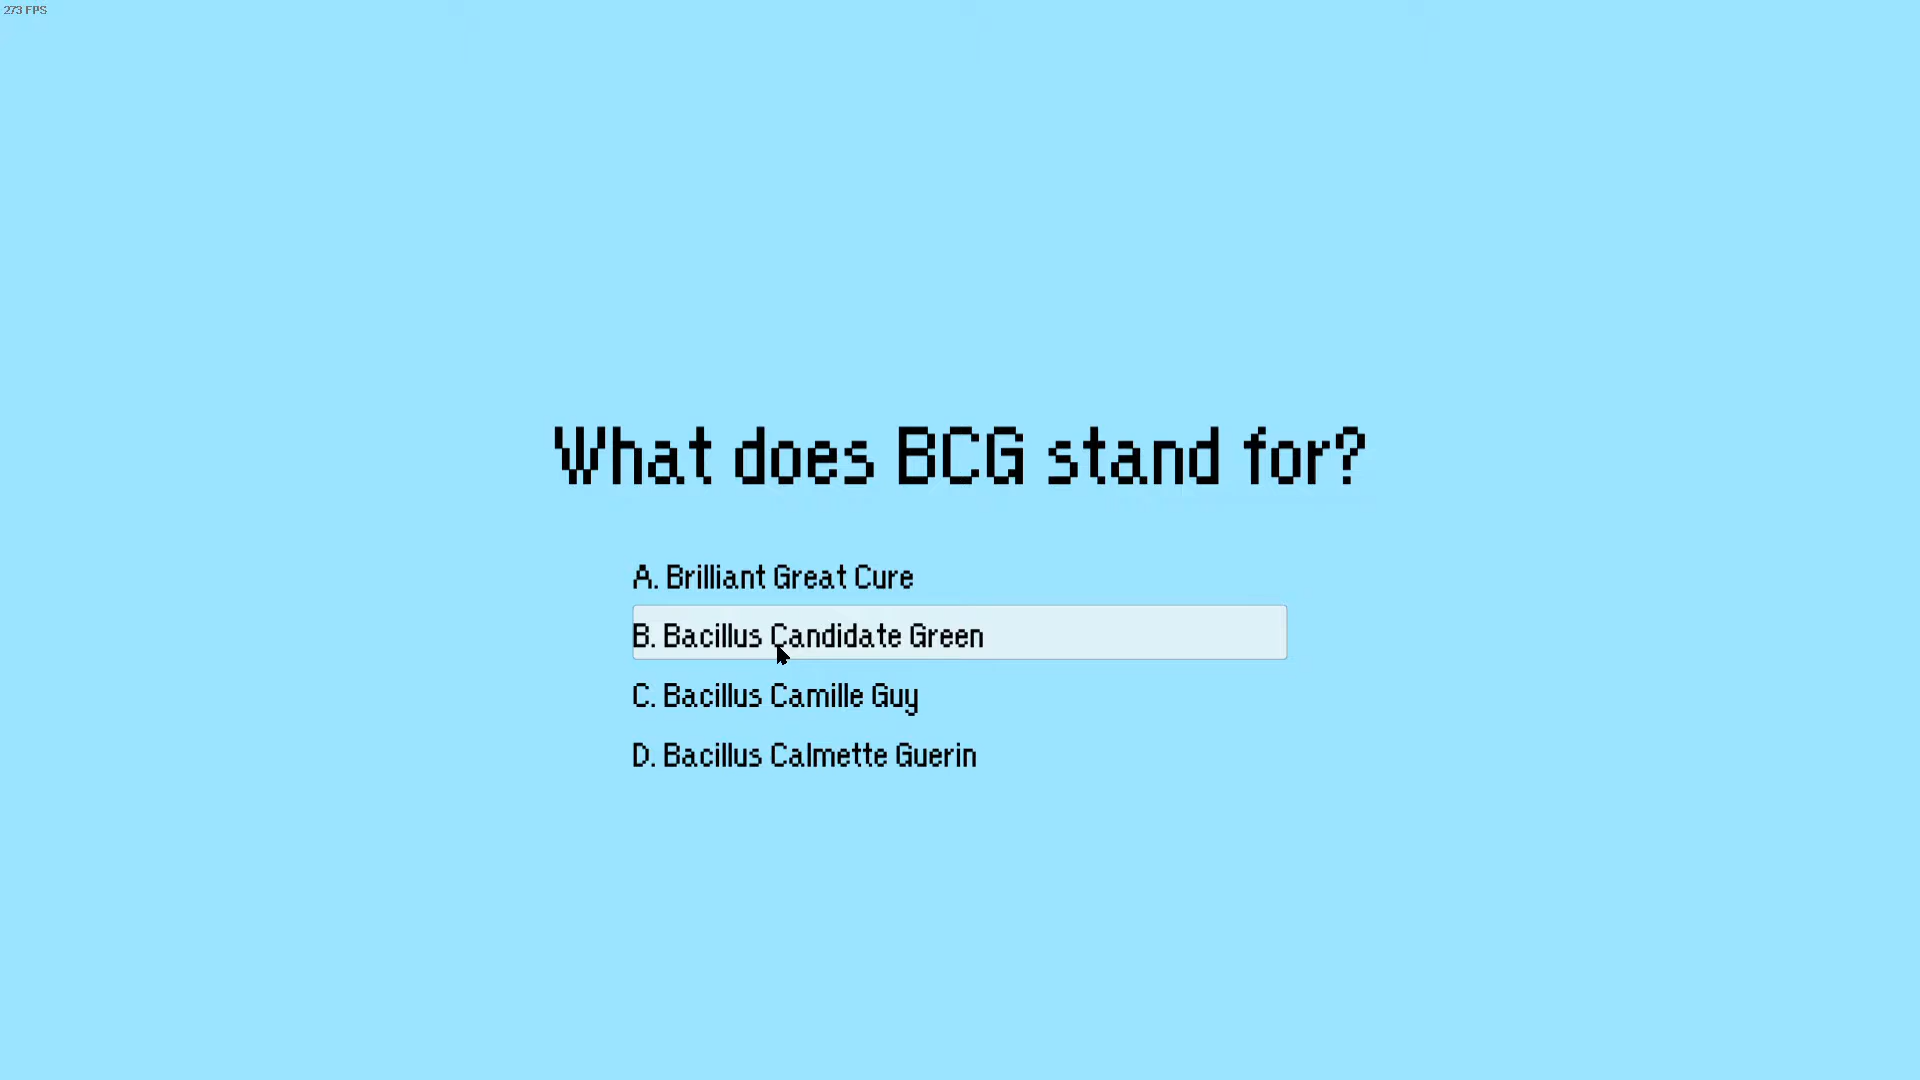 273 FPS
What does BCG stand for?
A. Brilliant Great Cure
B. Bacillus Candidate Green
C. Bacillus Camille Guy
D. Bacillus Calmette Guerin